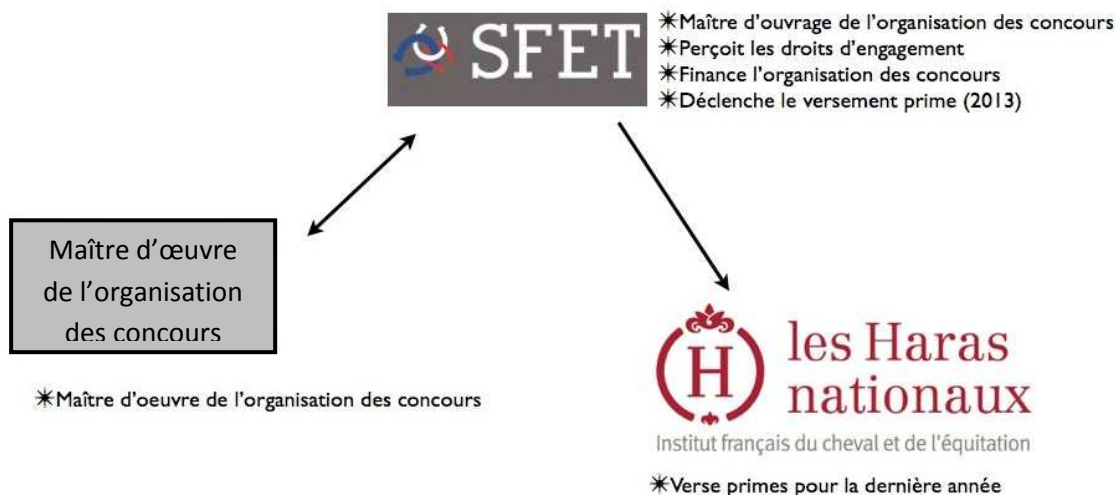 SFET
✴Maître d'ouvrage de l'organisation des concours
✴Perçoit les droits d'engagement
✴Finance l'organisation des concours
✴Déclenche le versement prime (2013)
Maître d'œuvre
de l'organisation
des concours
✴Maître d'oeuvre de l'organisation des concours
H
les Haras
nationaux
Institut français du cheval et de l'équitation
✴Verse primes pour la dernière année